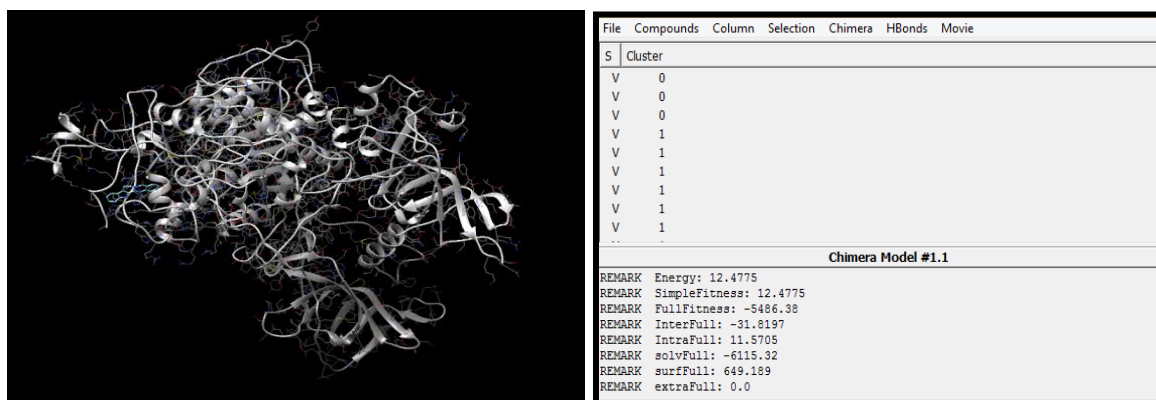 File Compounds Column Selection Chimera HBonds Movie
S Cluster
V 0
V 0
V 0
V 1
V 1
V 1
V 1
V 1
V 1
Chimera Model #1.1
REMARK Energy: 12.4775
REMARK SimpleFitness: 12.4775
REMARK FullFitness: -5486.38
REMARK InterFull: -31.8197
REMARK IntraFull: 11.5705
REMARK solvFull: -6115.32
REMARK surfFull: 649.189
REMARK extraFull: 0.0